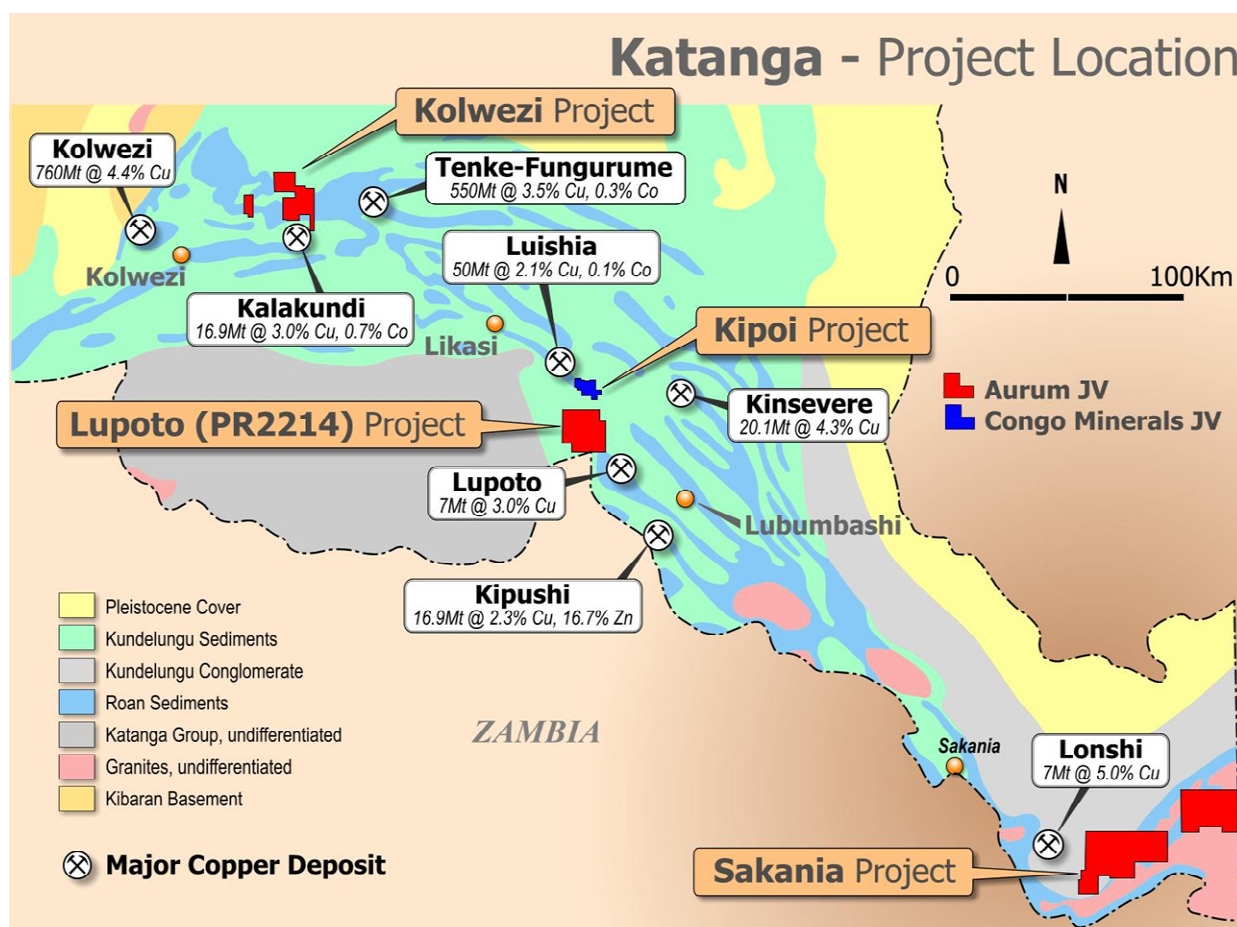 Katanga - Project Location
Kolwezi Project
Kolwezi
760Mt @ 4.4% Cu
Tenke-Fungurume
550Mt @ 3.5% Cu, 0.3% Co
N
Luishia
50Mt @ 2.1% Cu, 0.1% Co
0 100Km
Kolwezi
Kalakundi
16.9Mt @ 3.0% Cu, 0.7% Co
Likasi
Kipoi Project
Aurum JV
Congo Minerals JV
Lupoto (PR2214) Project
Kinsevere
20.1Mt @ 4.3% Cu
Lupoto
7Mt @ 3.0% Cu
Lubumbashi
Kipushi
16.9Mt @ 2.3% Cu, 16.7% Zn
Pleistocene Cover
Kundelungu Sediments
Kundelungu Conglomerate
Roan Sediments
Katanga Group, undifferentiated
Granites, undifferentiated
Kibaran Basement
ZAMBIA
Sakania
Lonshi
7Mt @ 5.0% Cu
Major Copper Deposit
Sakania Project